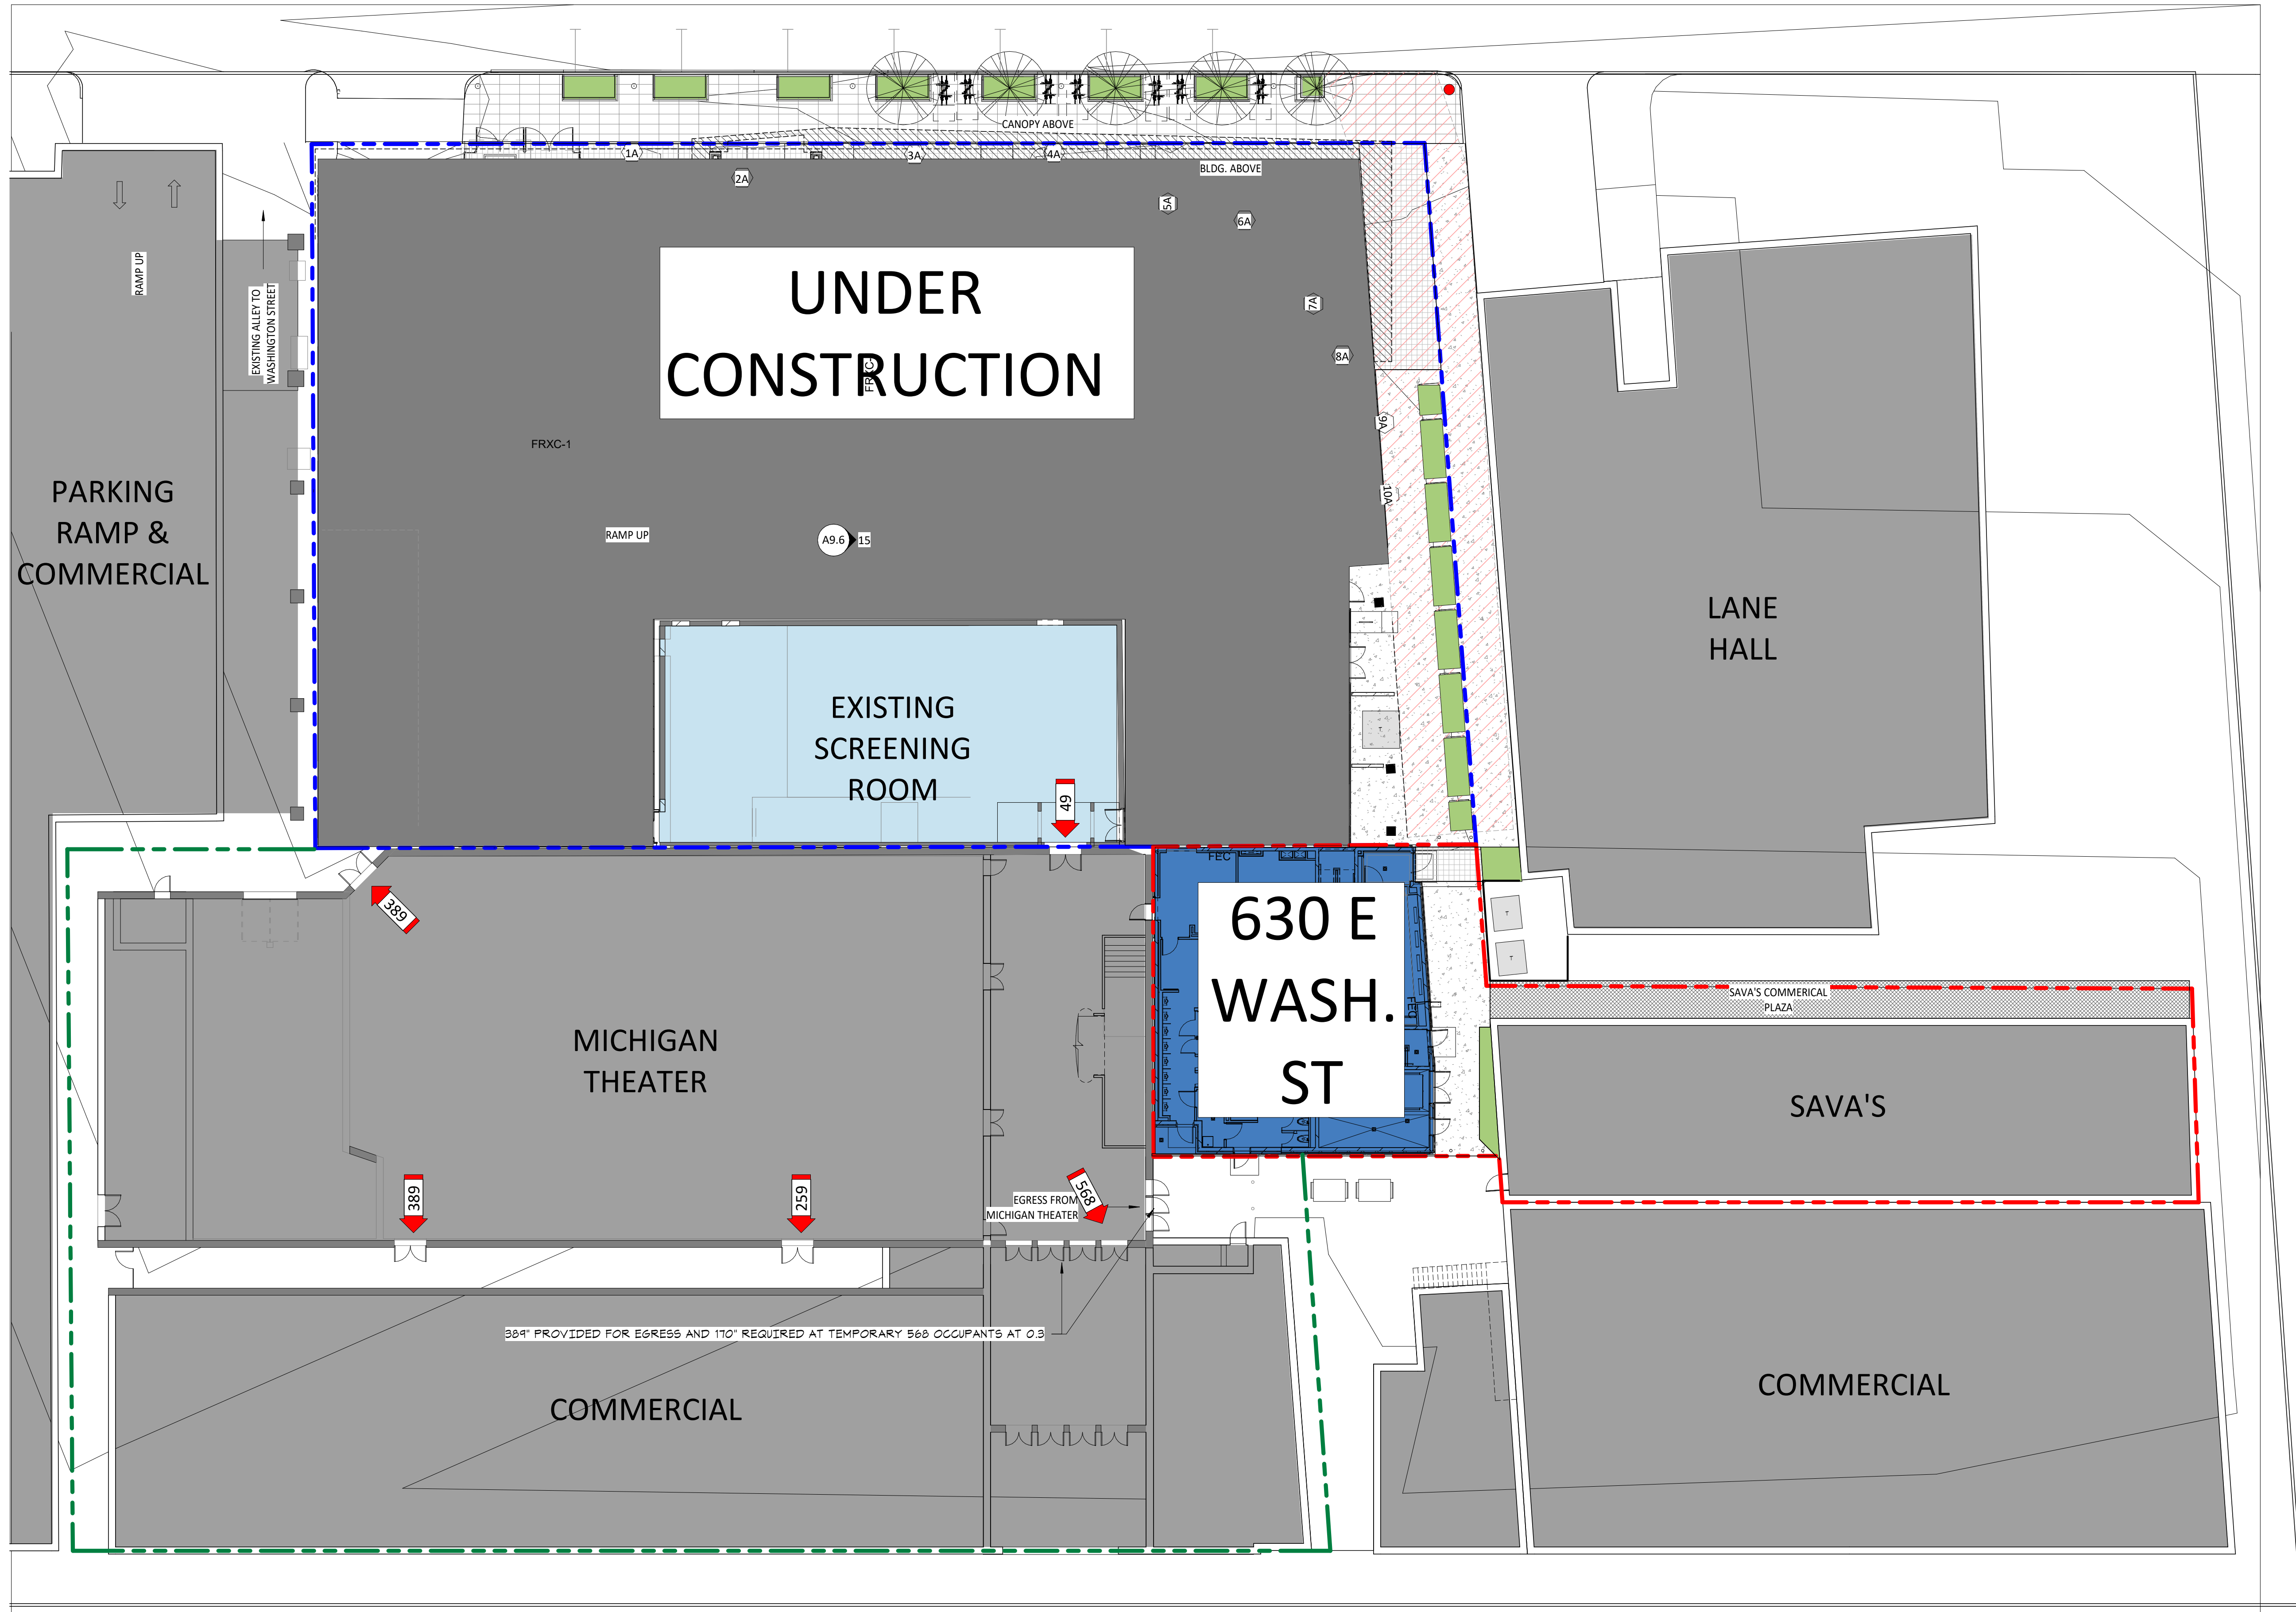 CANOPY ABOVE
1A
3A
4A
2A
BLDG. ABOVE
5A
6A
7A
8A
9A
10A
RAMP UP
EXISTING ALLEY TO
WASHINGTON STREET
UNDER
CONSTRUCTION
FRXC-1
PARKING
RAMP &
COMMERCIAL
RAMP UP
A9.6
15
LANE
HALL
EXISTING
SCREENING
ROOM
49
T
FEC
630 E
WASH.
ST
FEC
389
T
T
SAVA'S COMMERICAL
PLAZA
MICHIGAN
THEATER
SAVA'S
389
259
568
EGRESS FROM
MICHIGAN THEATER
389" PROVIDED FOR EGRESS AND 170" REQUIRED AT TEMPORARY 568 OCCUPANTS AT 0.3
COMMERCIAL
COMMERCIAL